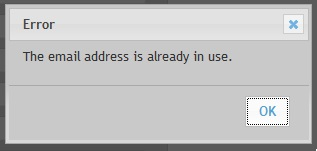 Error
The email address is already in use.
OK